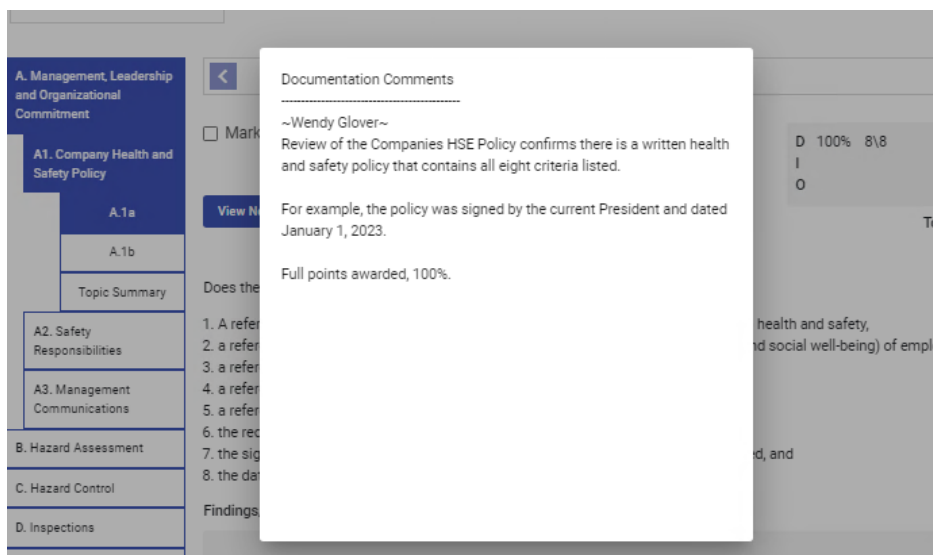 A. Management, Leadership
and Organizational
Commitment
A1. Company Health and
Safety Policy
A.1a
A.1b
Topic Summary
A2. Safety
Responsibilities
A3. Management
Communications
B. Hazard Assessment
C. Hazard Control
D. Inspections
Mark
View
Documentation Comments
---------------------------------------------
~Wendy Glover~
Review of the Companies HSE Policy confirms there is a written health
and safety policy that contains all eight criteria listed.
For example, the policy was signed by the current President and dated
January 1, 2023.
Full points awarded, 100%.
D 100% 8\8
I
O
Does the
1. A refer health and safety,
2. a refer social well-being) of empl
3. a refer
4. a refer
5. a refer
6. the rec
7. the sig and
8. the dat
Findings,